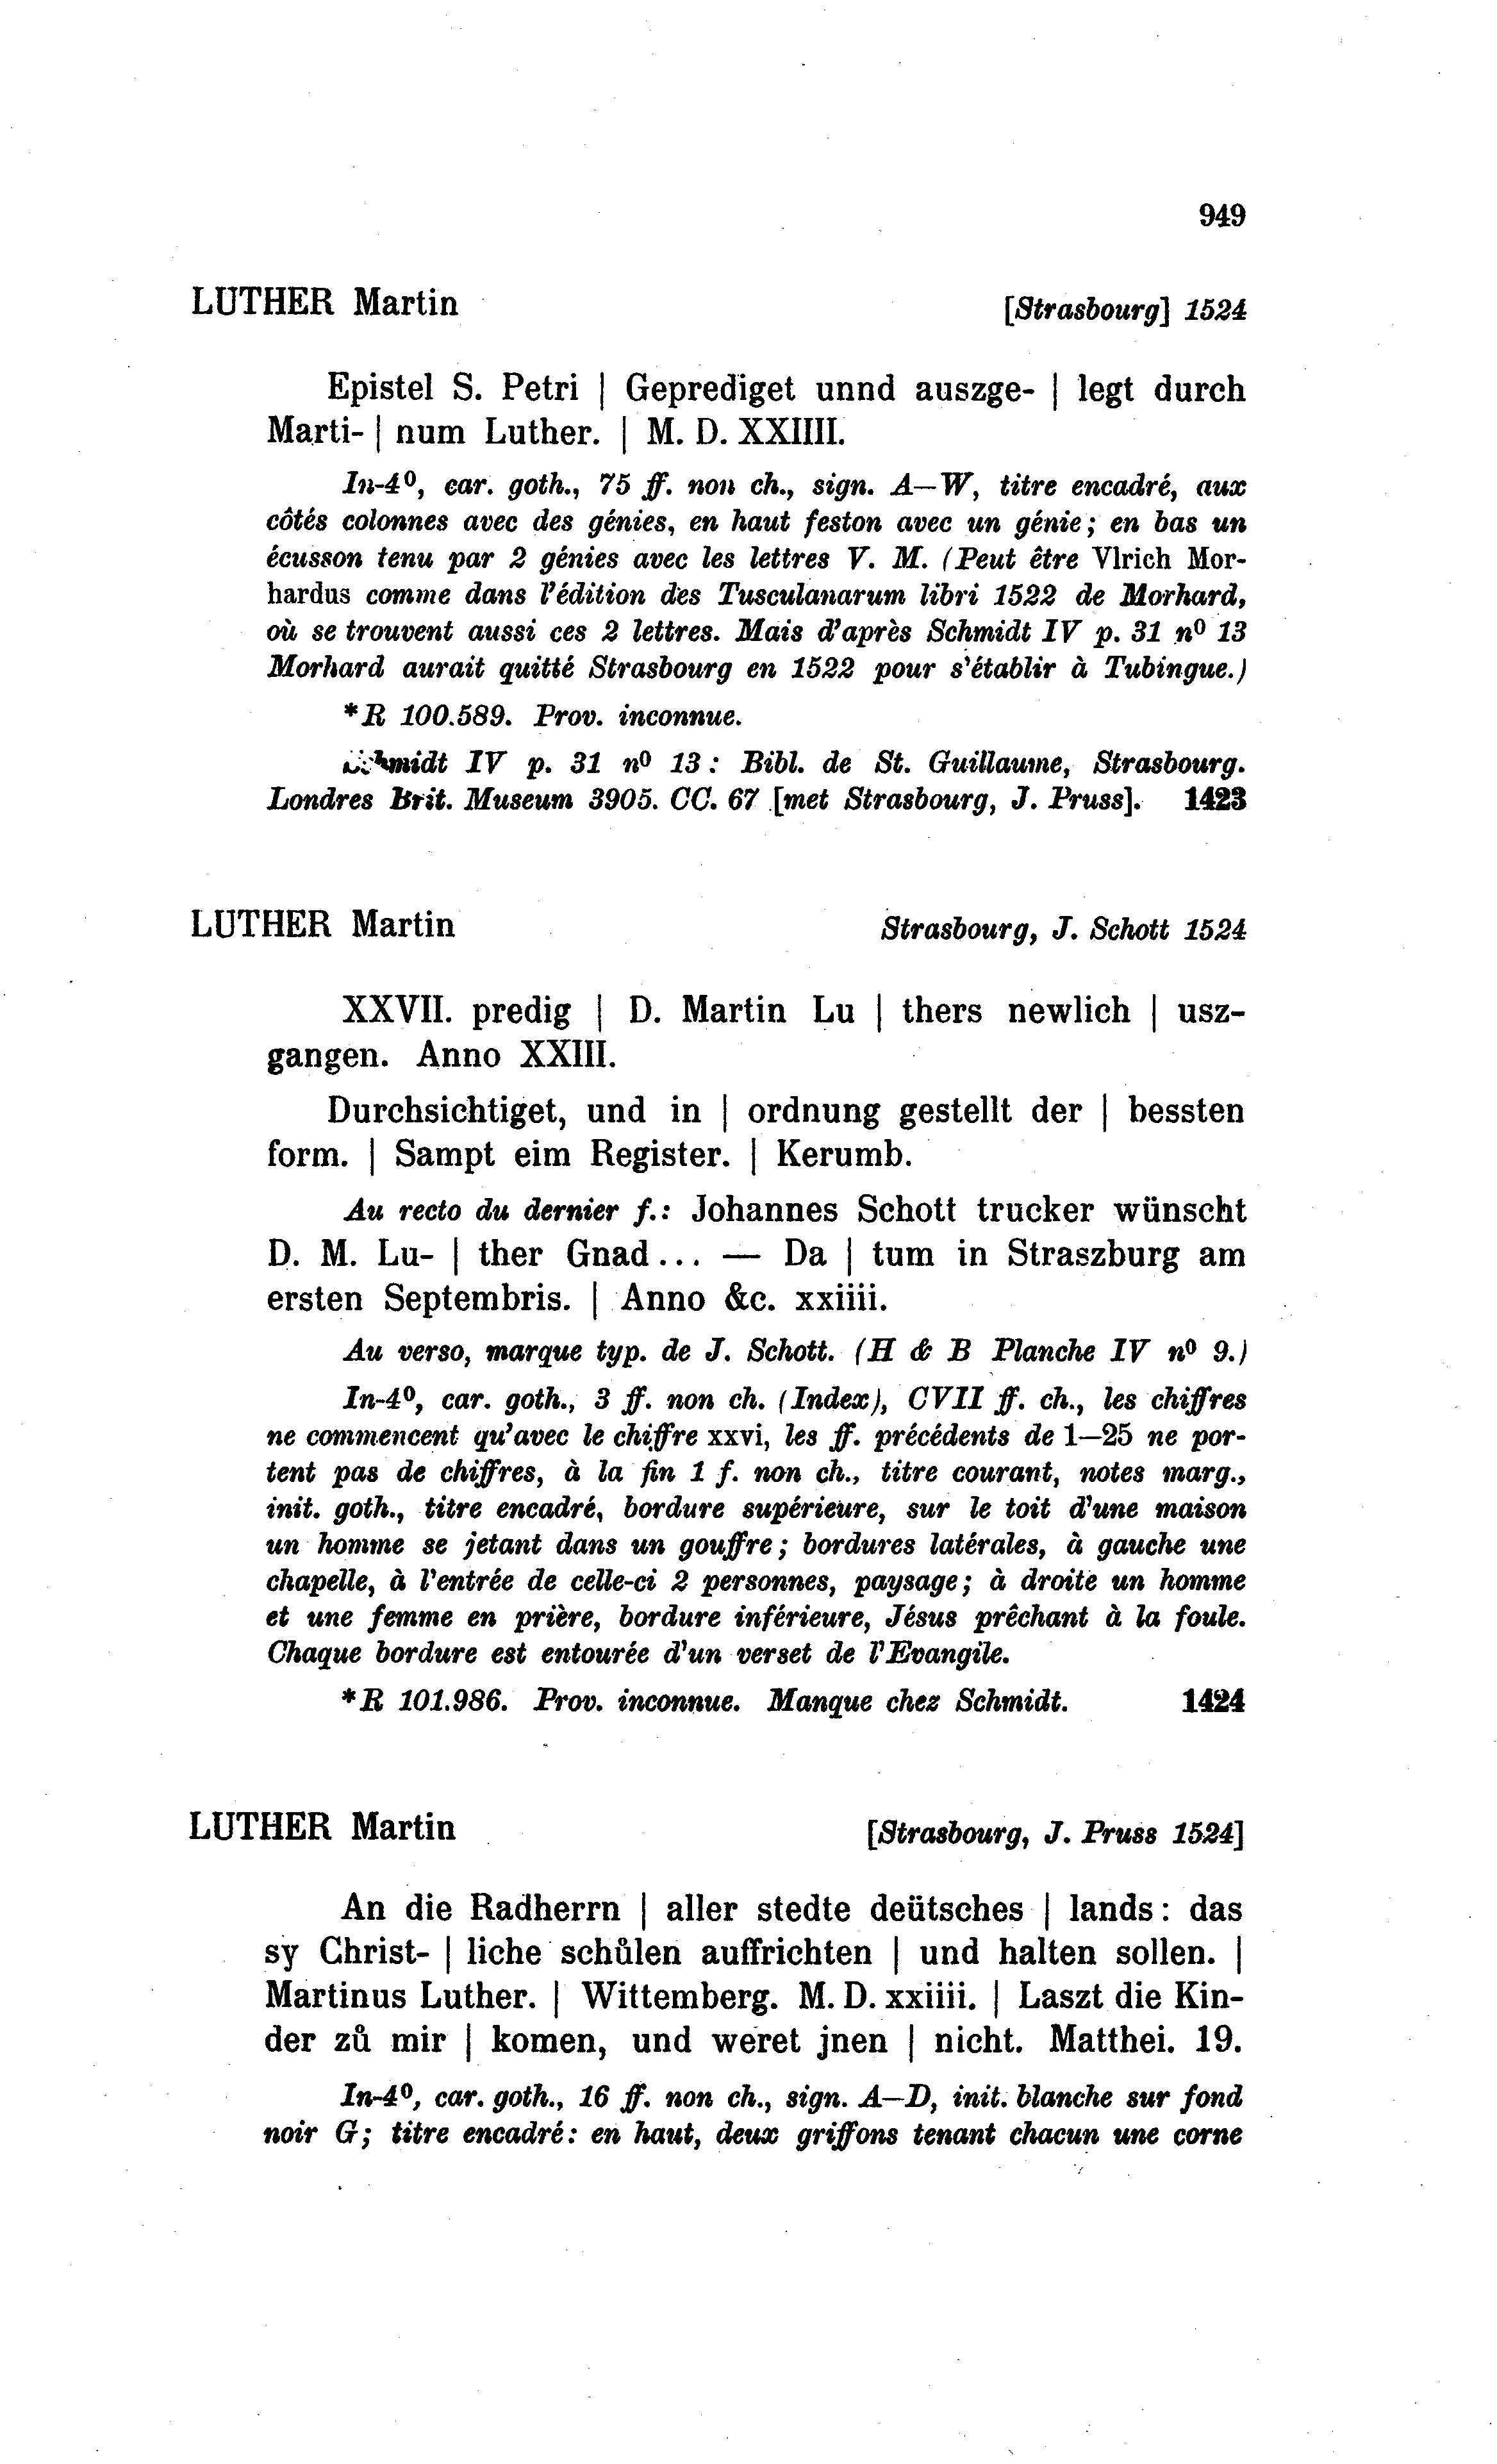 949
LUTHER Martin [Strasbourg] 1524
Epistel S. Petri | Geprediget unnd auszge- | legt durch
Marti- | num Luther. | M. D. XXIIII.
In-4⁰, car. goth., 75 ff. non ch., sign. A—W, titre encadré, aux
côtés colonnes avec des génies, en haut feston avec un génie; en bas un
écusson tenu par 2 génies avec les lettres V. M. (Peut être Vlrich Mor-
hardus comme dans l'édition des Tusculanarum libri 1522 de Morhard,
où se trouvent aussi ces 2 lettres. Mais d'après Schmidt IV p. 31 n⁰ 13
Morhard aurait quitté Strasbourg en 1522 pour s'établir à Tubingue.)
*R 100.589. Prov. inconnue.
Schmidt IV p. 31 n⁰ 13: Bibl. de St. Guillaume, Strasbourg.
Londres Brit. Museum 3905. CC. 67 [met Strasbourg, J. Pruss]. 1423
LUTHER Martin Strasbourg, J. Schott 1524
XXVII. predig | D. Martin Lu | thers newlich | usz-
gangen. Anno XXIII.
Durchsichtiget, und in | ordnung gestellt der | bessten
form. | Sampt eim Register. | Kerumb.
Au recto du dernier f.: Johannes Schott trucker wünscht
D. M. Lu- | ther Gnad... — Da | tum in Straszburg am
ersten Septembris. | Anno &c. xxiiii.
Au verso, marque typ. de J. Schott. (H & B Planche IV n⁰ 9.)
In-4⁰, car. goth., 3 ff. non ch. (Index), CVII ff. ch., les chiffres
ne commencent qu'avec le chiffre xxvi, les ff. précédents de 1—25 ne por-
tent pas de chiffres, à la fin 1 f. non ch., titre courant, notes marg.,
init. goth., titre encadré, bordure supérieure, sur le toit d'une maison
un homme se jetant dans un gouffre; bordures latérales, à gauche une
chapelle, à l'entrée de celle-ci 2 personnes, paysage; à droite un homme
et une femme en prière, bordure inférieure, Jésus prêchant à la foule.
Chaque bordure est entourée d'un verset de l'Evangile.
*R 101.986. Prov. inconnue. Manque chez Schmidt. 1424
LUTHER Martin [Strasbourg, J. Pruss 1524]
An die Radherrn | aller stedte deütsches | lands: das
sy Christ- | liche schůlen auffrichten | und halten sollen. |
Martinus Luther. | Wittemberg. M. D. xxiiii. | Laszt die Kin-
der zů mir | komen, und weret jnen | nicht. Matthei. 19.
In-4⁰, car. goth., 16 ff. non ch., sign. A—D, init. blanche sur fond
noir G; titre encadré: en haut, deux griffons tenant chacun une corne